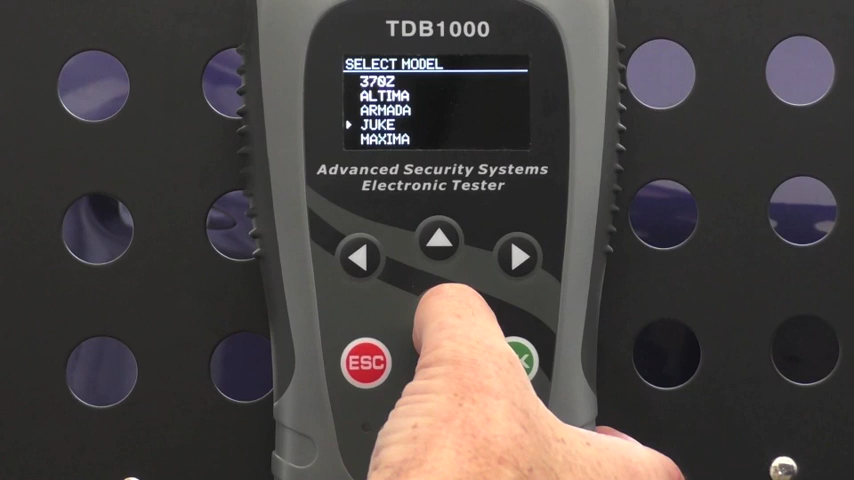 TDB1000
SELECT MODEL
370Z
ALTIMA
ARMADA
JUKE
MAXIMA
Advanced Security Systems
Electronic Tester
ESC